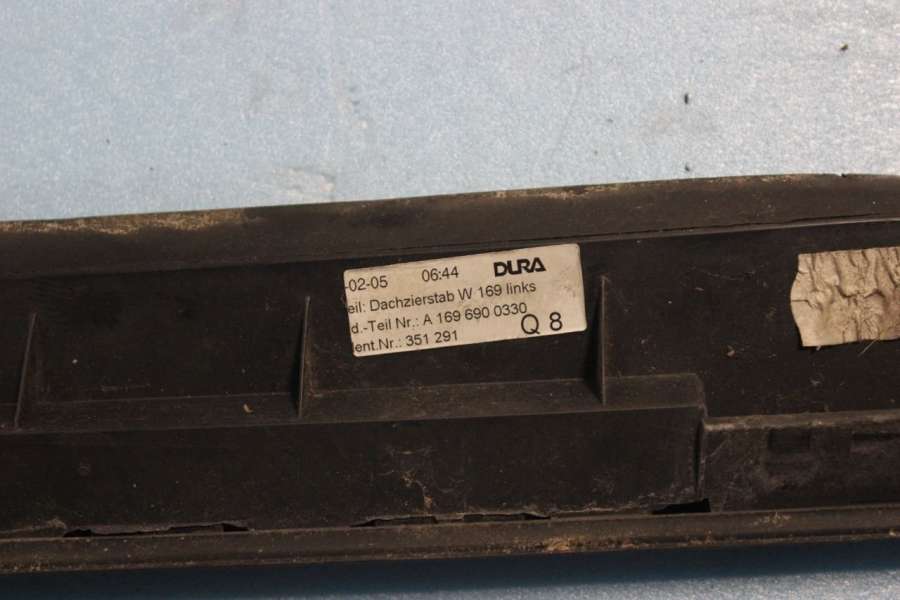 -02-05 06:44 DURA
eil: Dachzierstab W 169 links
d.-Teil Nr.: A 169 690 0330
ent.Nr.: 351 291 Q 8